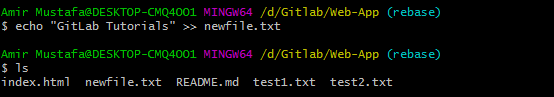 Amir Mustafa@DESKTOP-CMQ4OO1 MINGW64 /d/Gitlab/Web-App (rebase)
$ echo "GitLab Tutorials" >> newfile.txt
Amir Mustafa@DESKTOP-CMQ4OO1 MINGW64 /d/Gitlab/Web-App (rebase)
$ ls
index.html  newfile.txt  README.md  test1.txt  test2.txt